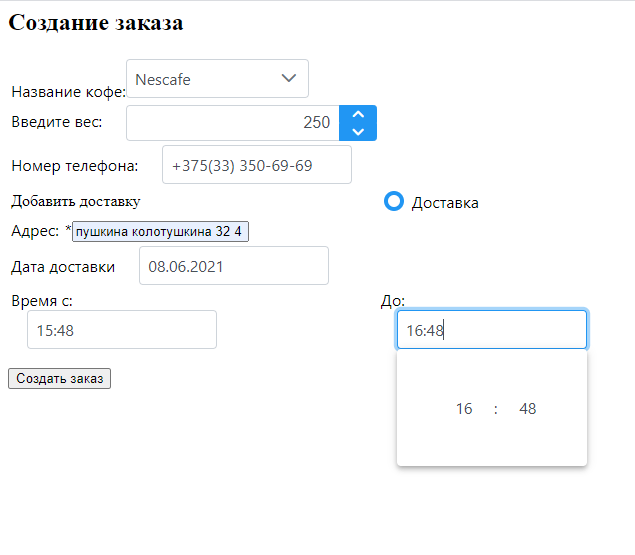 Создание заказа
Название кофе: Nescafe
Введите вес: 250
Номер телефона: +375(33) 350-69-69
Добавить доставку Доставка
Адрес: * пушкина колотушкина 32 4
Дата доставки 08.06.2021
Время с: До:
15:48 16:48
Создать заказ
16 : 48